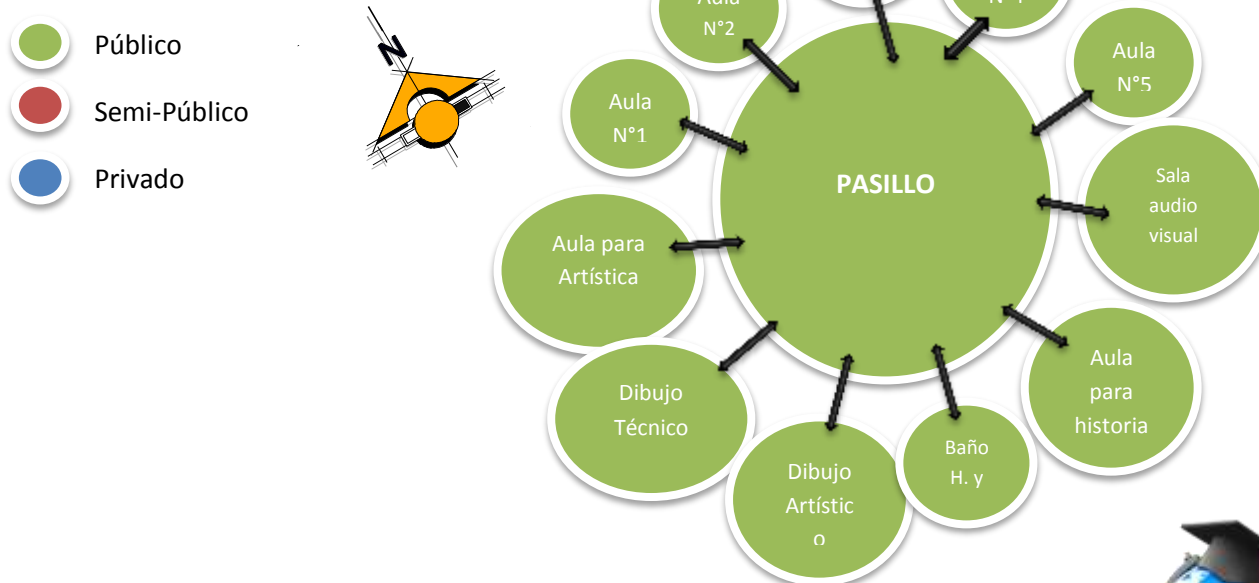 Público
Semi-Público
Privado
N
Aula
N°2
Aula
N°1
Aula
N°5
PASILLO
Sala
audio
visual
Aula para
Artística
Dibujo
Técnico
Dibujo
Artístic
o
Baño
H. y
Aula
para
historia